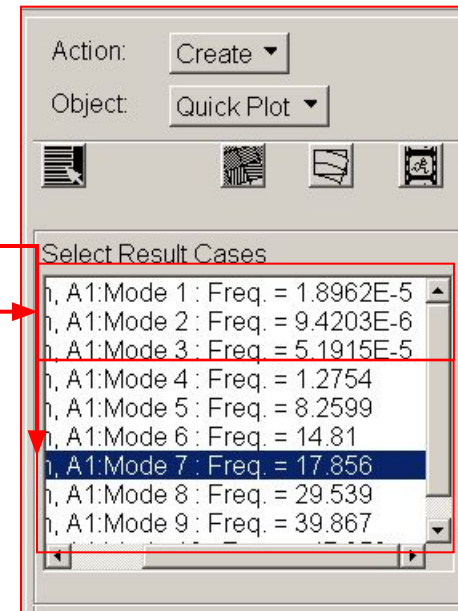 Action: Create
Object: Quick Plot
Select Result Cases
n, A1:Mode 1 : Freq. = 1.8962E-5
n, A1:Mode 2 : Freq. = 9.4203E-6
n, A1:Mode 3 : Freq. = 5.1915E-5
n, A1:Mode 4 : Freq. = 1.2754
n, A1:Mode 5 : Freq. = 8.2599
n, A1:Mode 6 : Freq. = 14.81
n, A1:Mode 7 : Freq. = 17.856
n, A1:Mode 8 : Freq. = 29.539
n, A1:Mode 9 : Freq. = 39.867